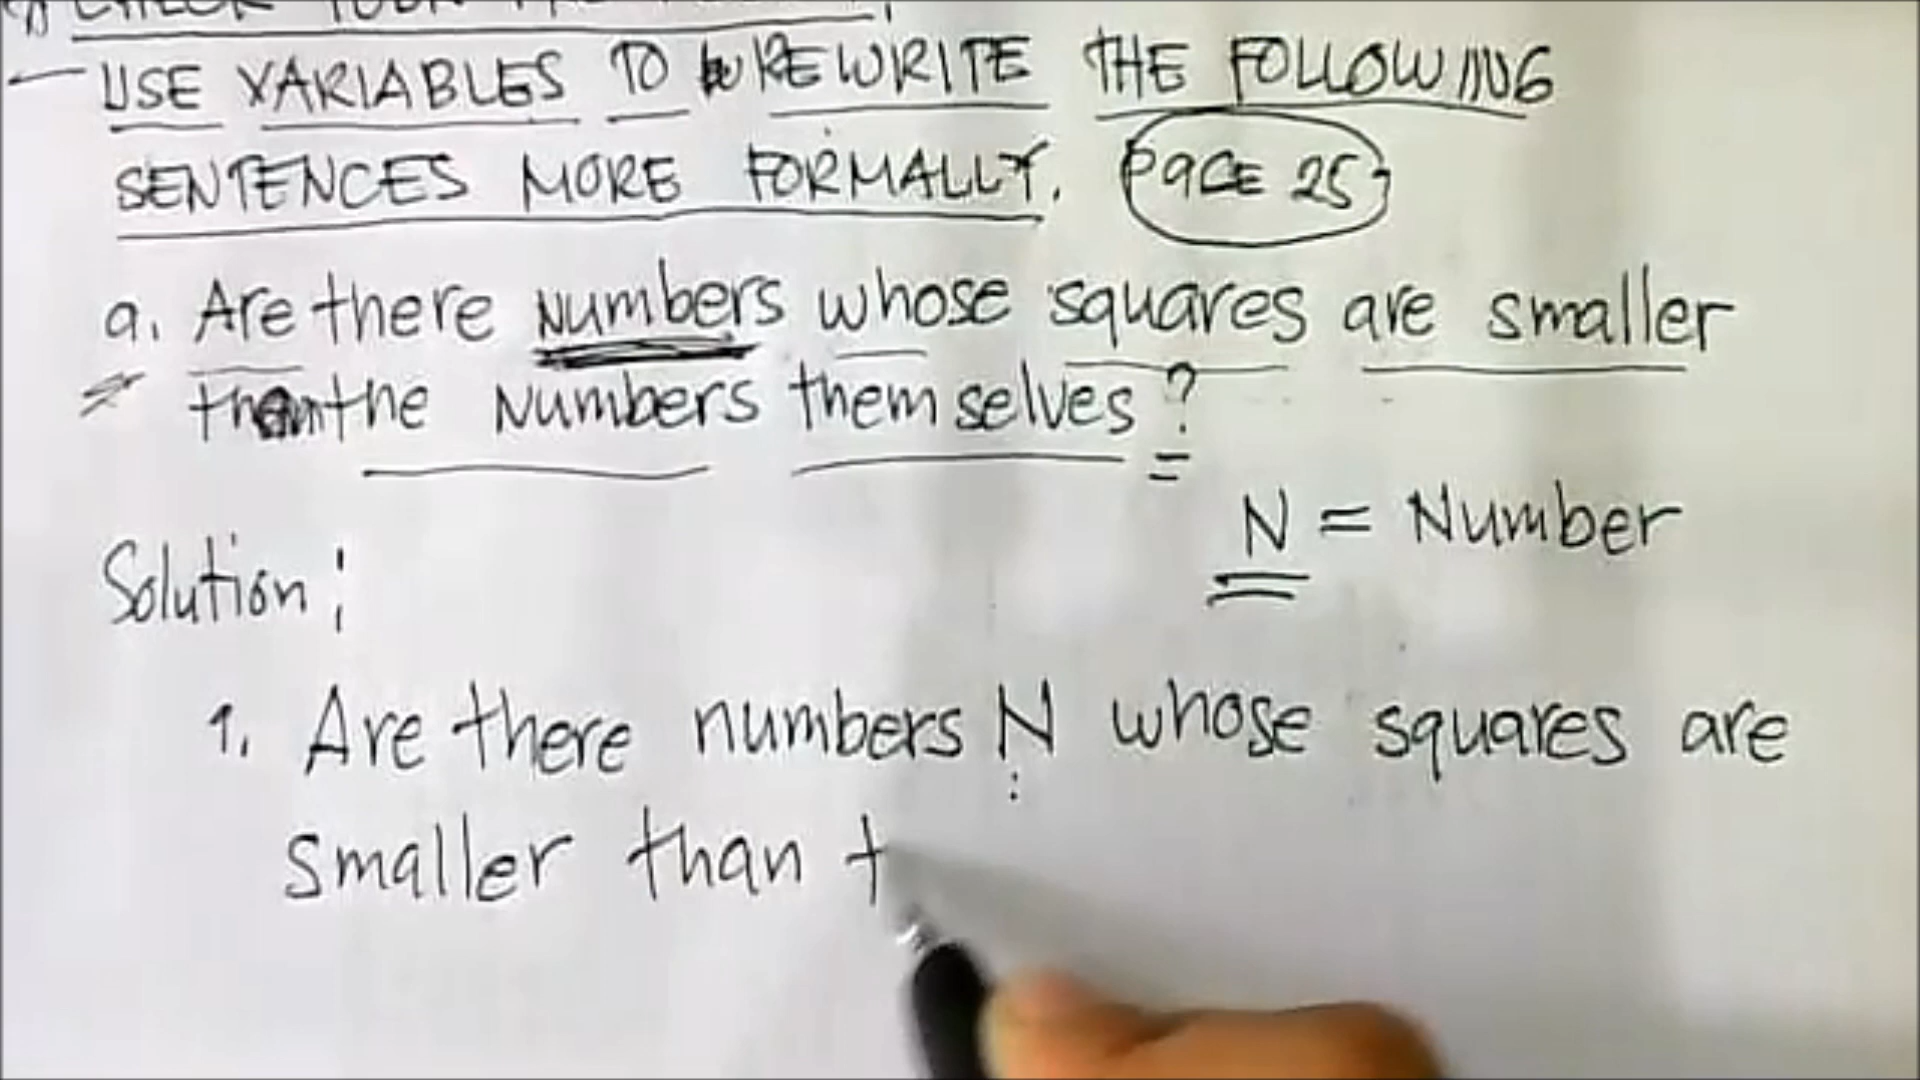 USE VARIABLES TO REWRITE THE FOLLOWING
SENTENCES MORE FORMALLY. PAGE 25
a. Are there numbers whose squares are smaller
than the numbers themselves?
N = Number
Solution:
1. Are there numbers N whose squares are
smaller than t